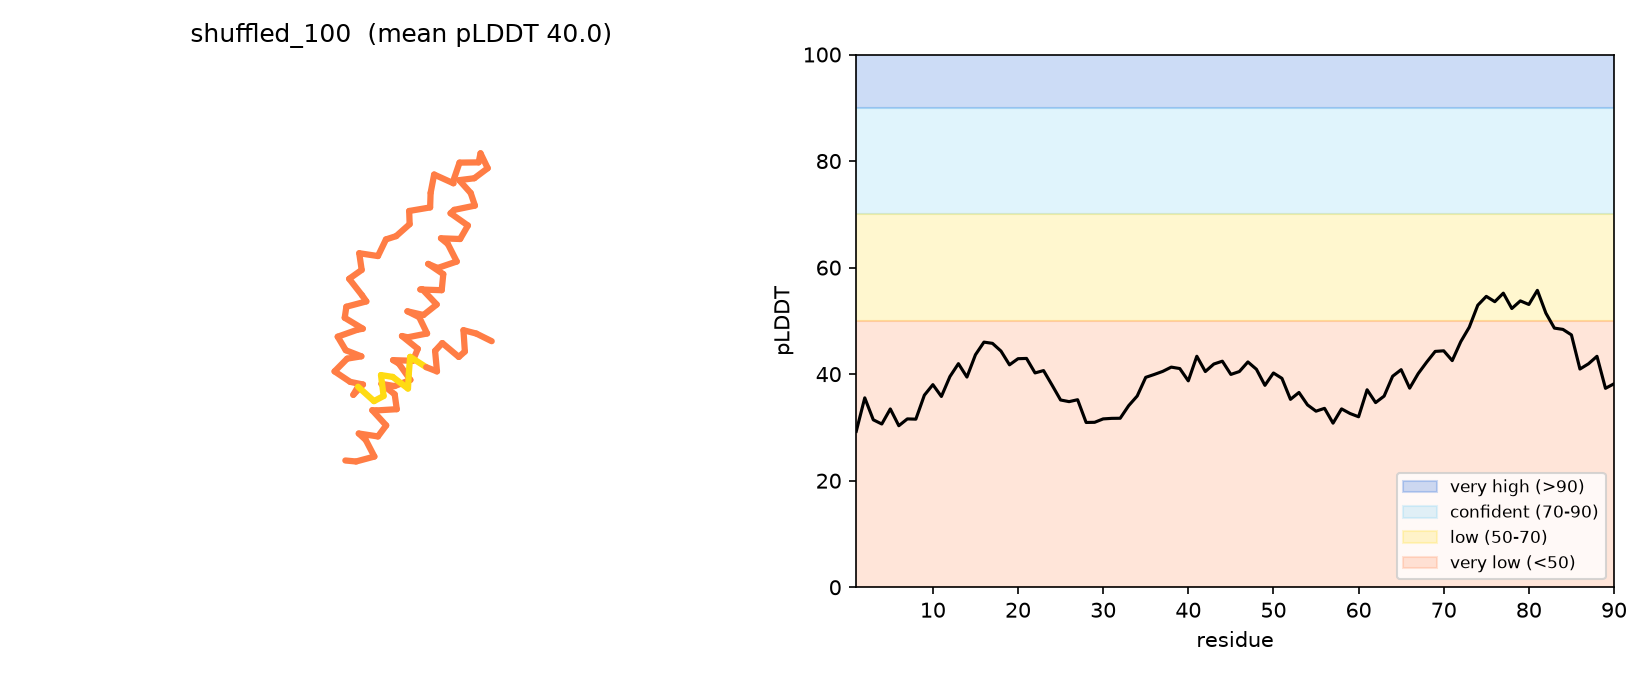 shuffled_100  (mean pLDDT 40.0)
100
80
60
40
20
0
pLDDT
10 20 30 40 50 60 70 80 90
residue
very high (>90)
confident (70-90)
low (50-70)
very low (<50)